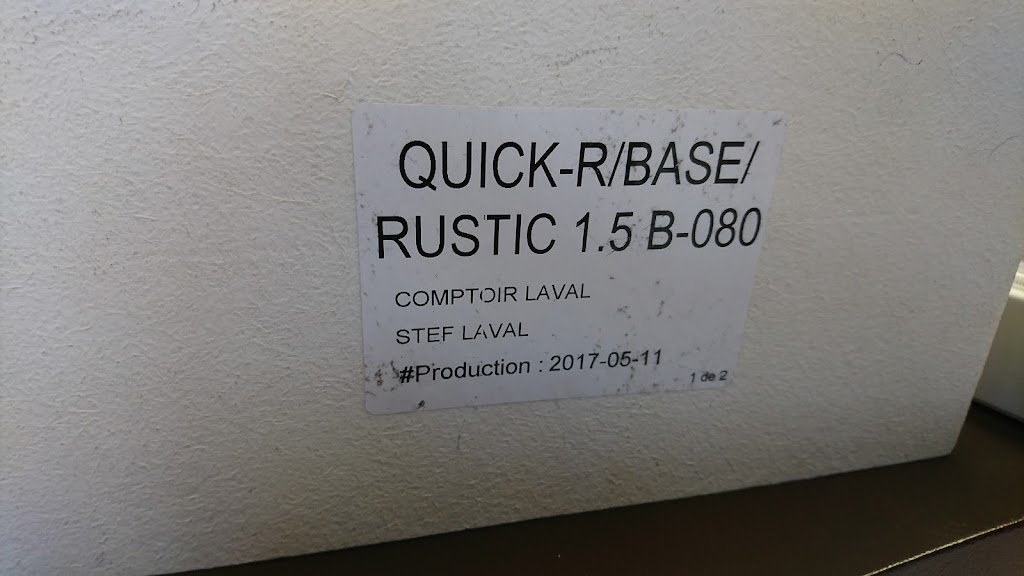 QUICK-R/BASE/
RUSTIC 1.5 B-080
COMPTOIR LAVAL
STEF LAVAL
#Production : 2017-05-11
1 de 2